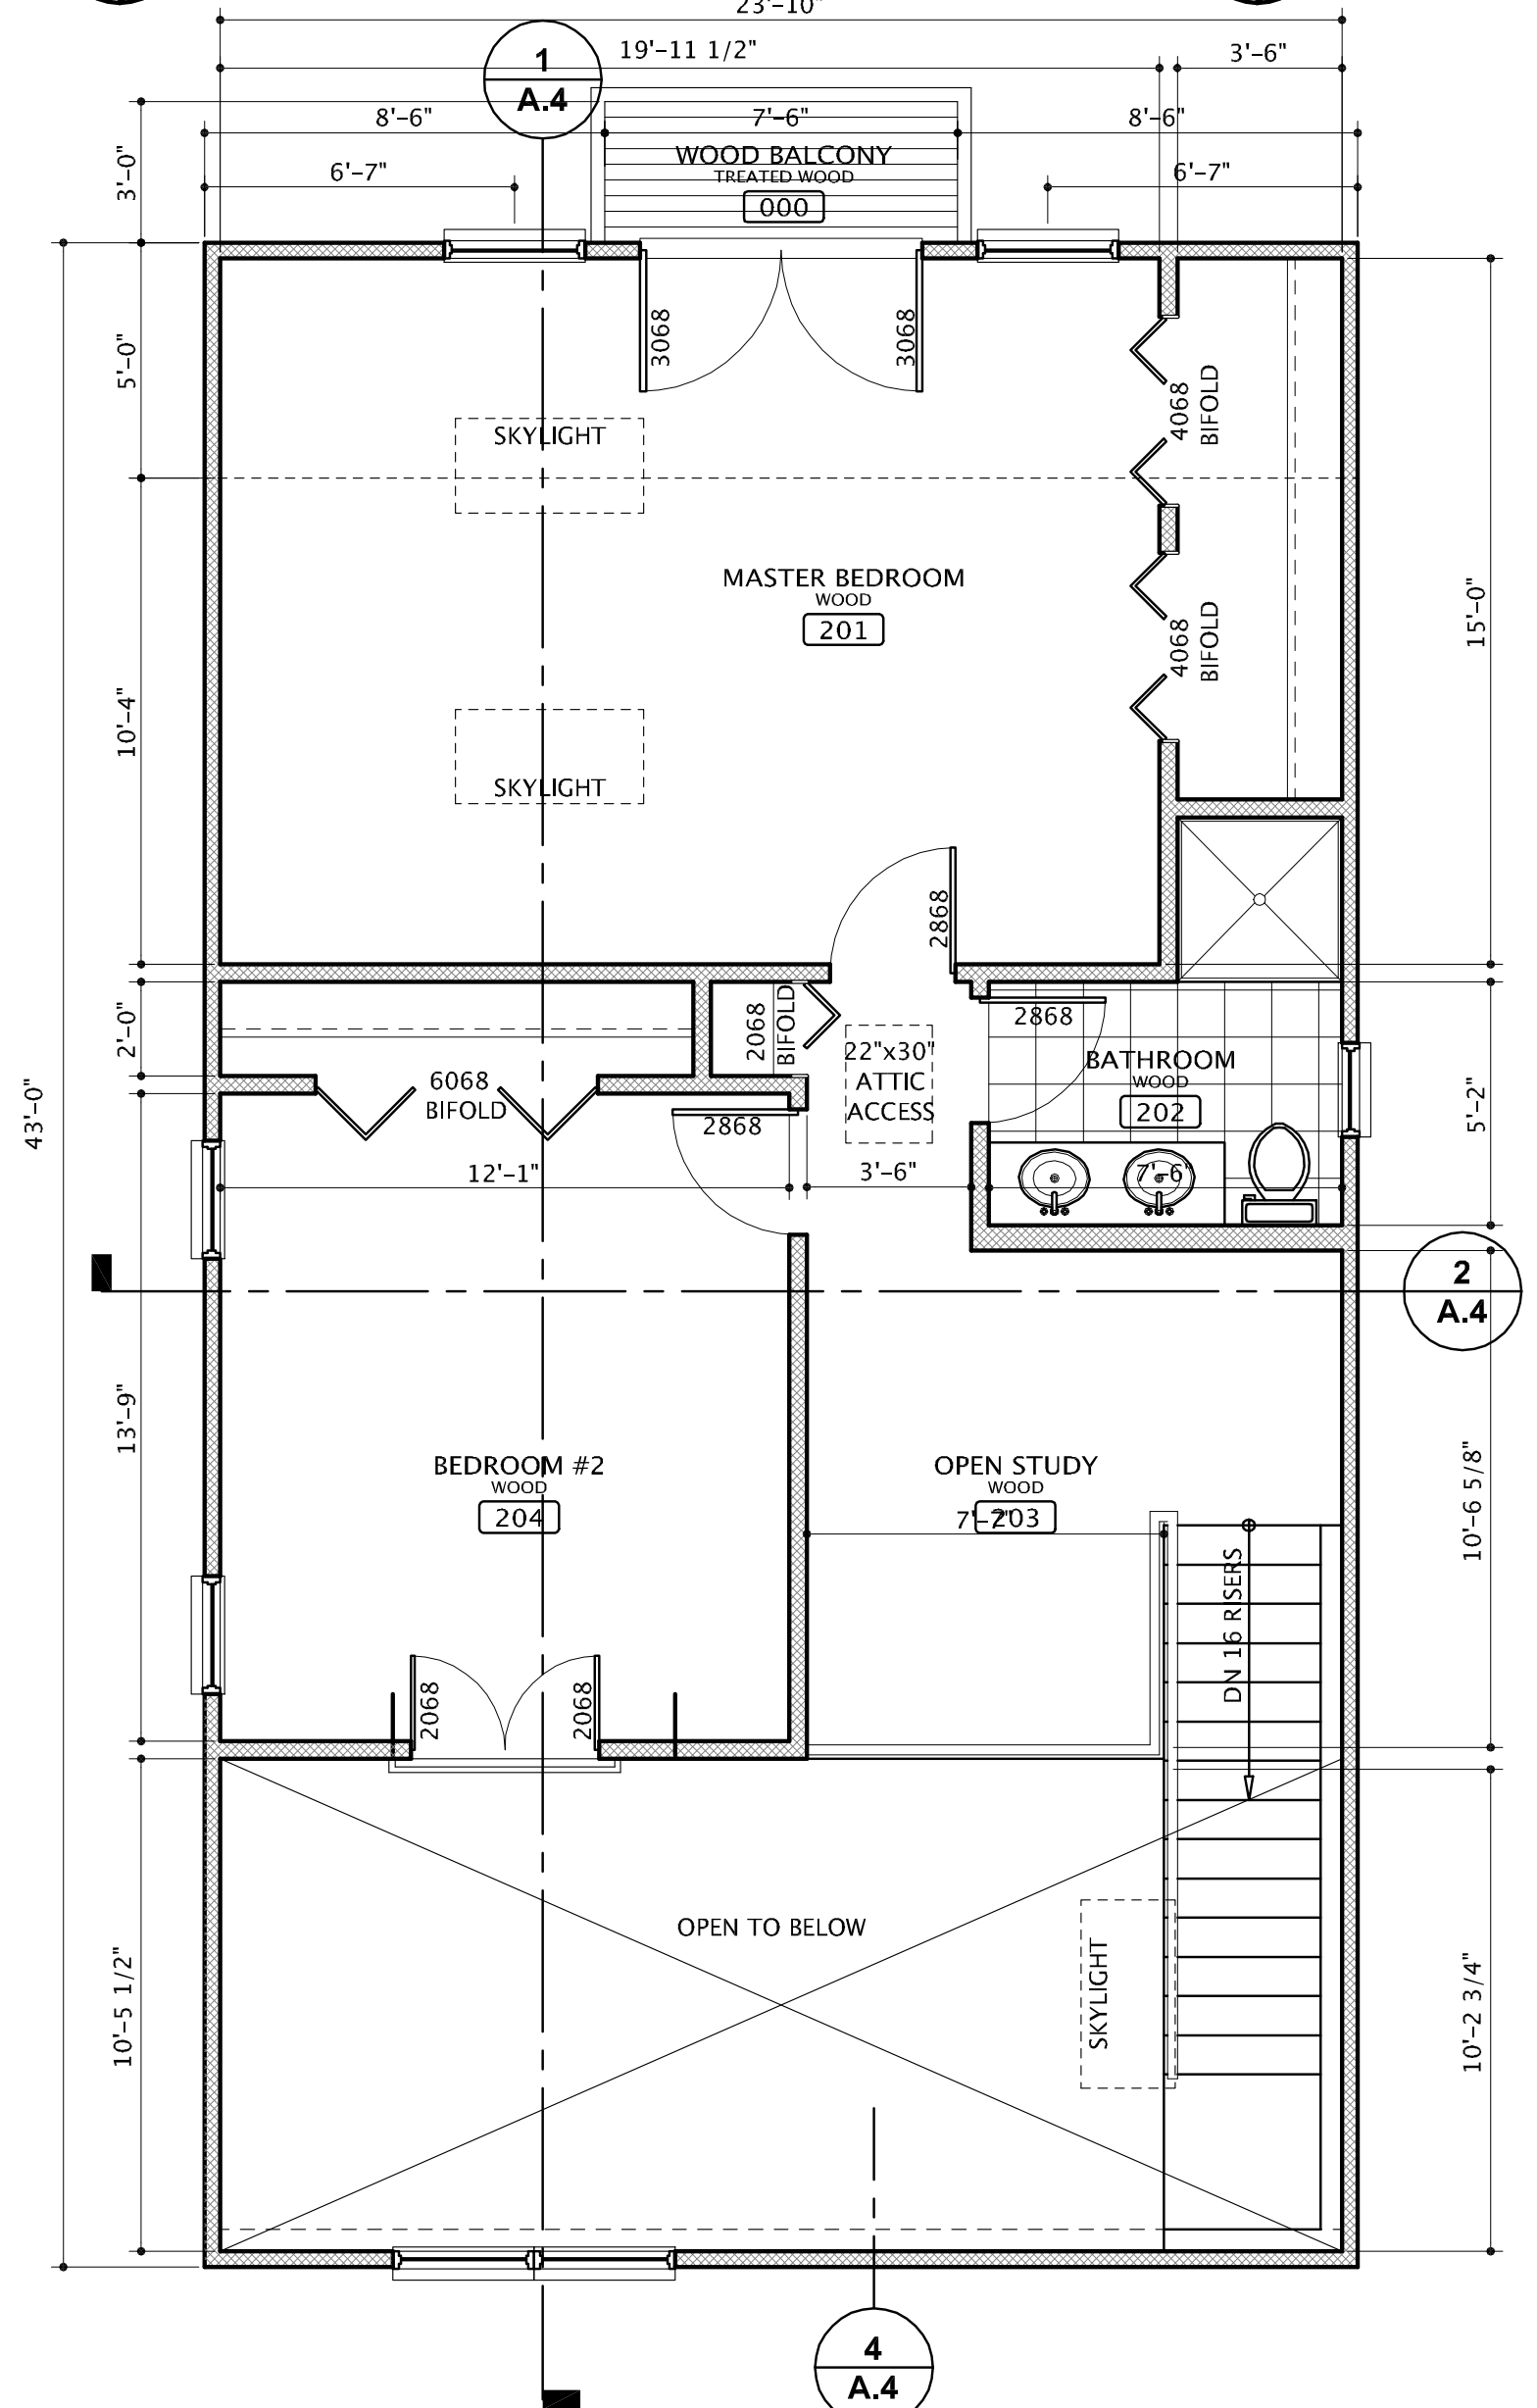 23'-10"
19'-11 1/2"
3'-6"
1
A.4
8'-6"
7'-6"
8'-6"
3'-0"
6'-7"
WOOD BALCONY
TREATED WOOD
000
6'-7"
3068
3068
5'-0"
4068
BIFOLD
SKYLIGHT
MASTER BEDROOM
WOOD
201
15'-0"
4068
BIFOLD
10'-4"
SKYLIGHT
2868
2'-0"
2068
BIFOLD
2868
22"x30"
ATTIC
ACCESS
BATHROOM
WOOD
202
6068
BIFOLD
43'-0"
5'-2"
2868
12'-1"
3'-6"
7'-6"
2
A.4
13'-9"
BEDROOM #2
WOOD
204
OPEN STUDY
WOOD
203
7'-7"
10'-6 5/8"
DN 16 RISERS
2068
2068
OPEN TO BELOW
SKYLIGHT
10'-5 1/2"
10'-2 3/4"
4
A.4